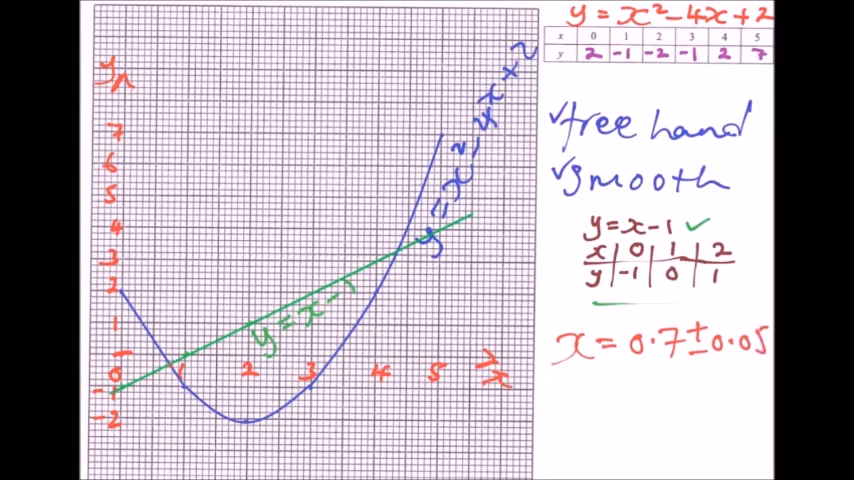 y = x² - 4x + 2
x 0 1 2 3 4 5
y 2 -1 -2 -1 2 7
y
7
6
5
4
3
2
1
0
-1
-2
1 2 3 4 5 x
y = x² - 4x + 2
y = x - 1
√free hand
√smooth
y = x - 1 ✓
x 0 1 2
y -1 0 1
x = 0.7 ± 0.05